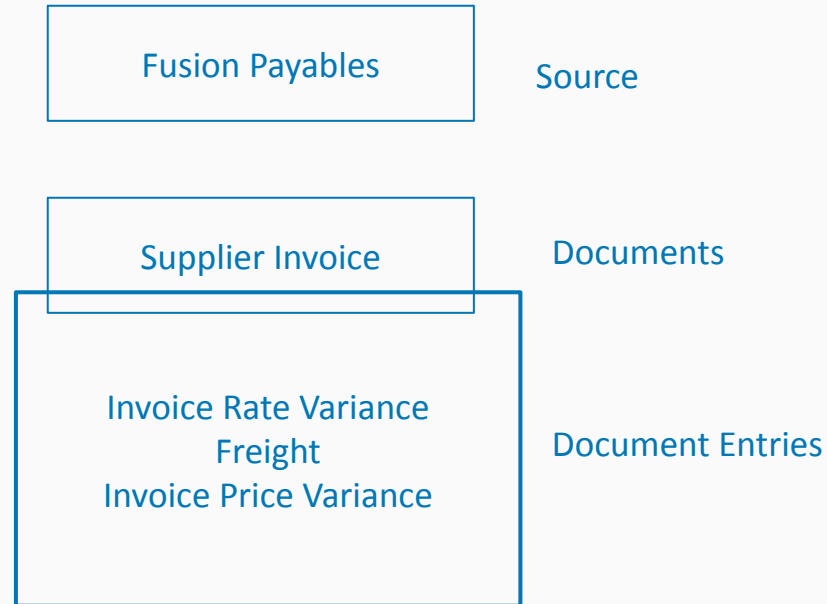 Fusion Payables
Source
Supplier Invoice
Documents
Invoice Rate Variance
Freight
Invoice Price Variance
Document Entries